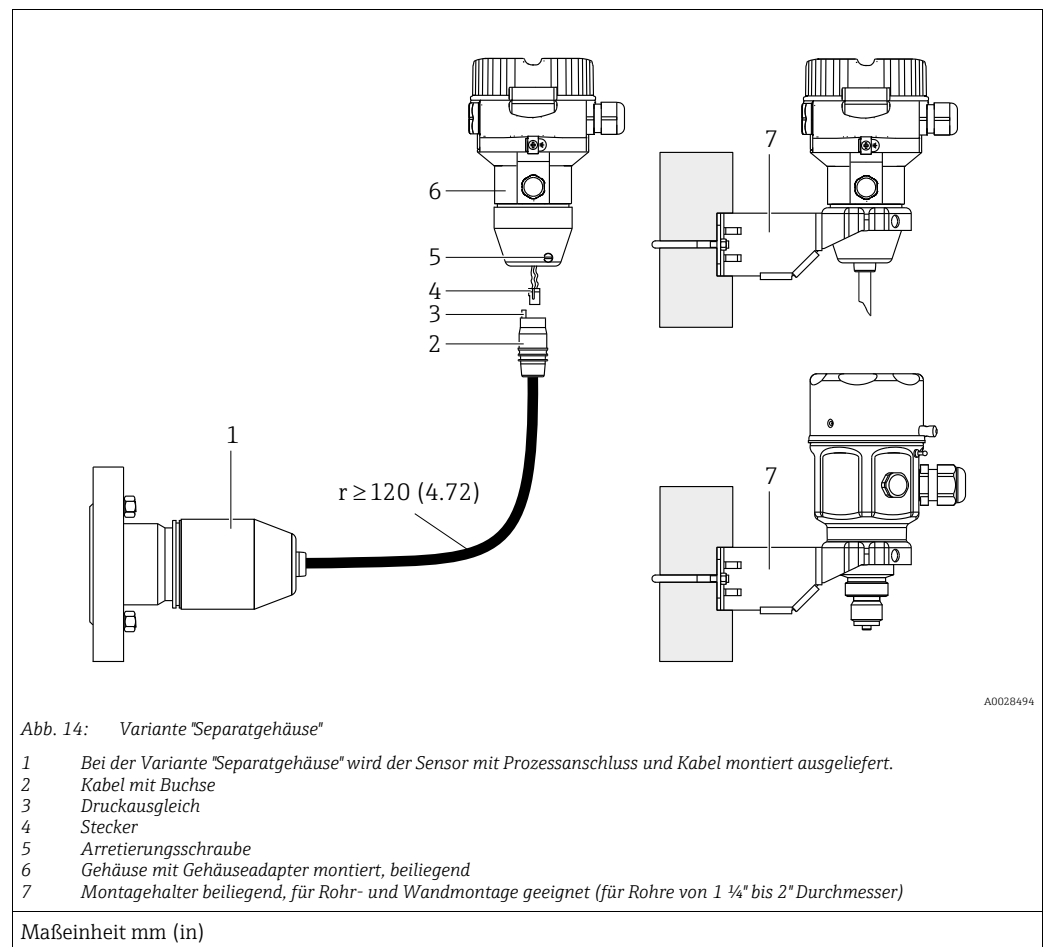 7
6
5
4
3
2
1
r ≥ 120 (4.72)
7
A0028494
Abb. 14: Variante "Separatgehäuse"
1 Bei der Variante "Separatgehäuse" wird der Sensor mit Prozessanschluss und Kabel montiert ausgeliefert.
2 Kabel mit Buchse
3 Druckausgleich
4 Stecker
5 Arretierungsschraube
6 Gehäuse mit Gehäuseadapter montiert, beiliegend
7 Montagehalter beiliegend, für Rohr- und Wandmontage geeignet (für Rohre von 1 ¼" bis 2" Durchmesser)
Maßeinheit mm (in)